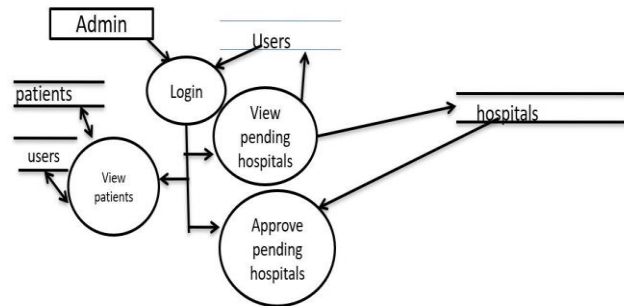 Admin
Users
patients
Login
View
pending
hospitals
hospitals
users
View
patients
Approve
pending
hospitals